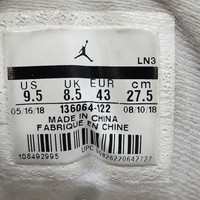 LN3
US UK EUR cm
9.5 8.5 43 27.5
05/16/18 136064-122 08/10/18
MADE IN CHINA
FABRIQUE EN CHINE
108492995
UPC